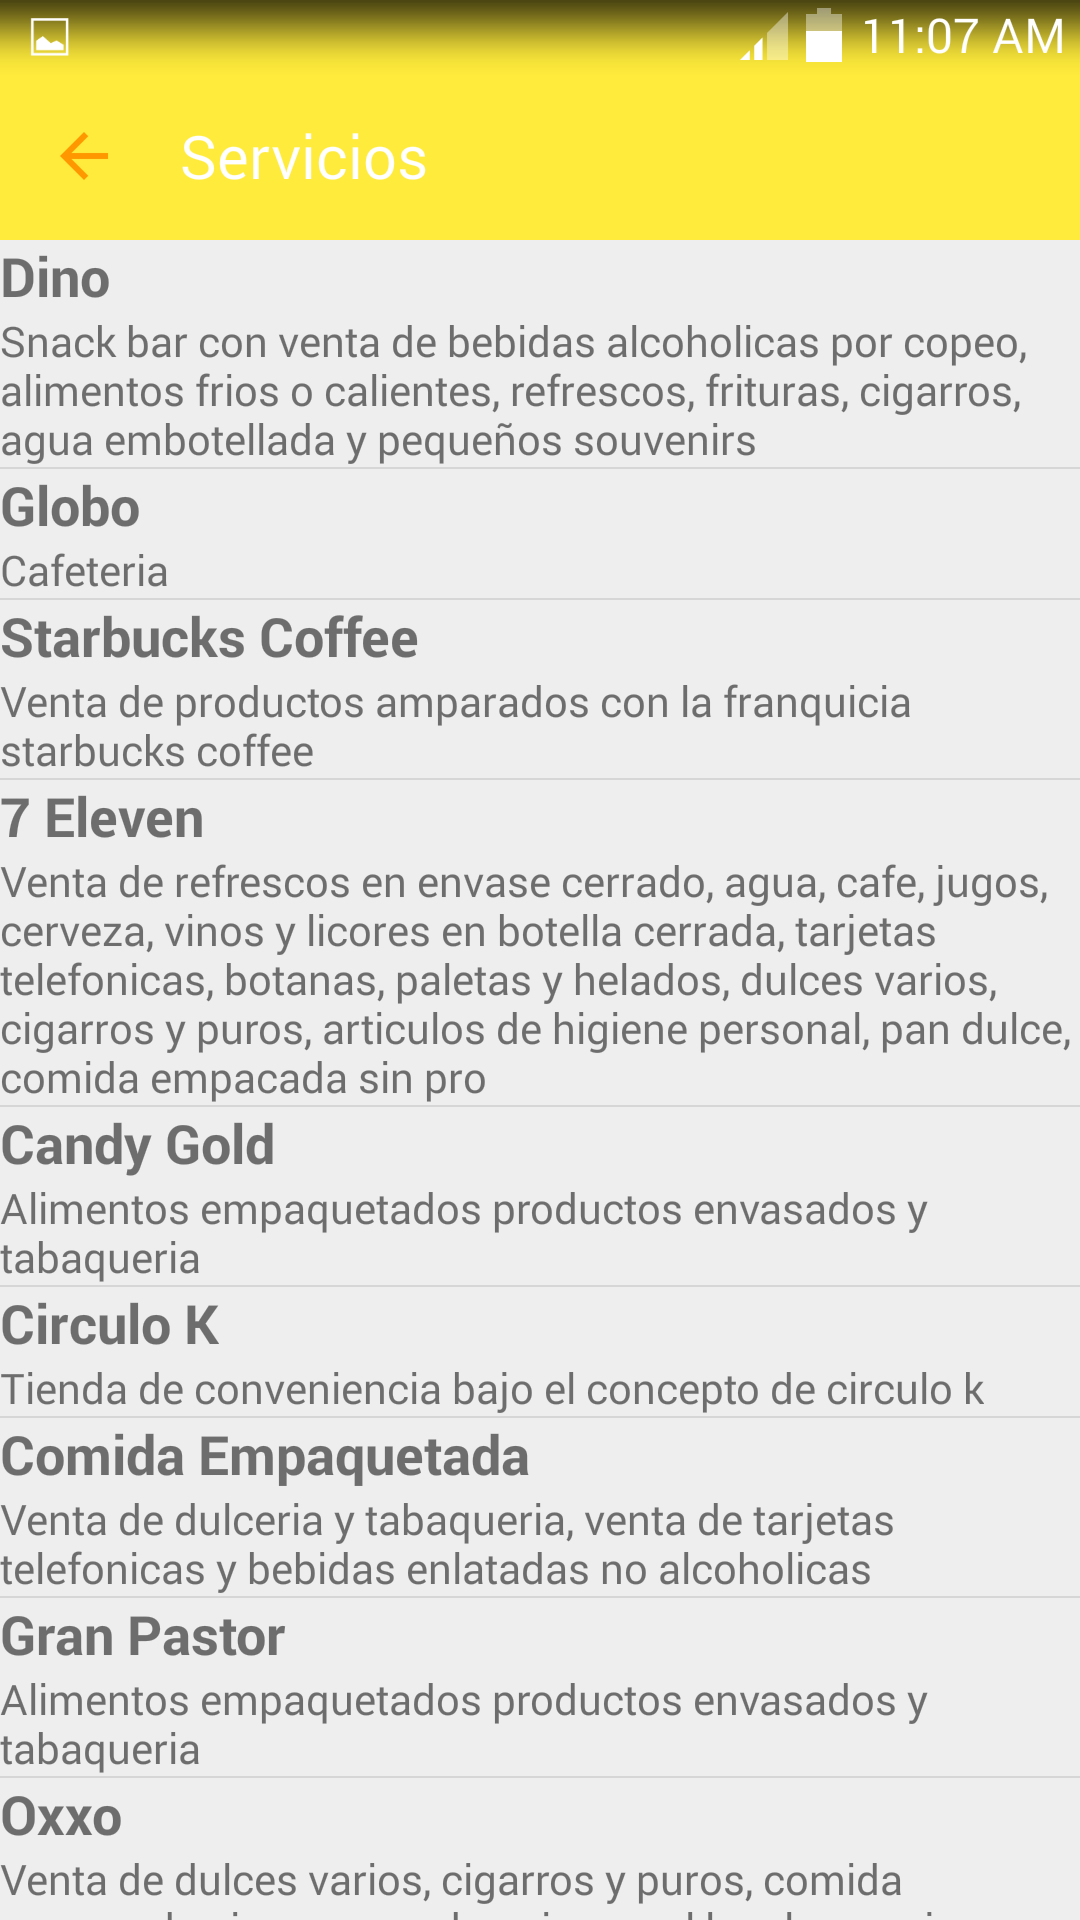 11:07 AM
Servicios
Dino
Snack bar con venta de bebidas alcoholicas por copeo,
alimentos frios o calientes, refrescos, frituras, cigarros,
agua embotellada y pequeños souvenirs
Globo
Cafeteria
Starbucks Coffee
Venta de productos amparados con la franquicia
starbucks coffee
7 Eleven
Venta de refrescos en envase cerrado, agua, cafe, jugos,
cerveza, vinos y licores en botella cerrada, tarjetas
telefonicas, botanas, paletas y helados, dulces varios,
cigarros y puros, articulos de higiene personal, pan dulce,
comida empacada sin pro
Candy Gold
Alimentos empaquetados productos envasados y
tabaqueria
Circulo K
Tienda de conveniencia bajo el concepto de circulo k
Comida Empaquetada
Venta de dulceria y tabaqueria, venta de tarjetas
telefonicas y bebidas enlatadas no alcoholicas
Gran Pastor
Alimentos empaquetados productos envasados y
tabaqueria
Oxxo
Venta de dulces varios, cigarros y puros, comida